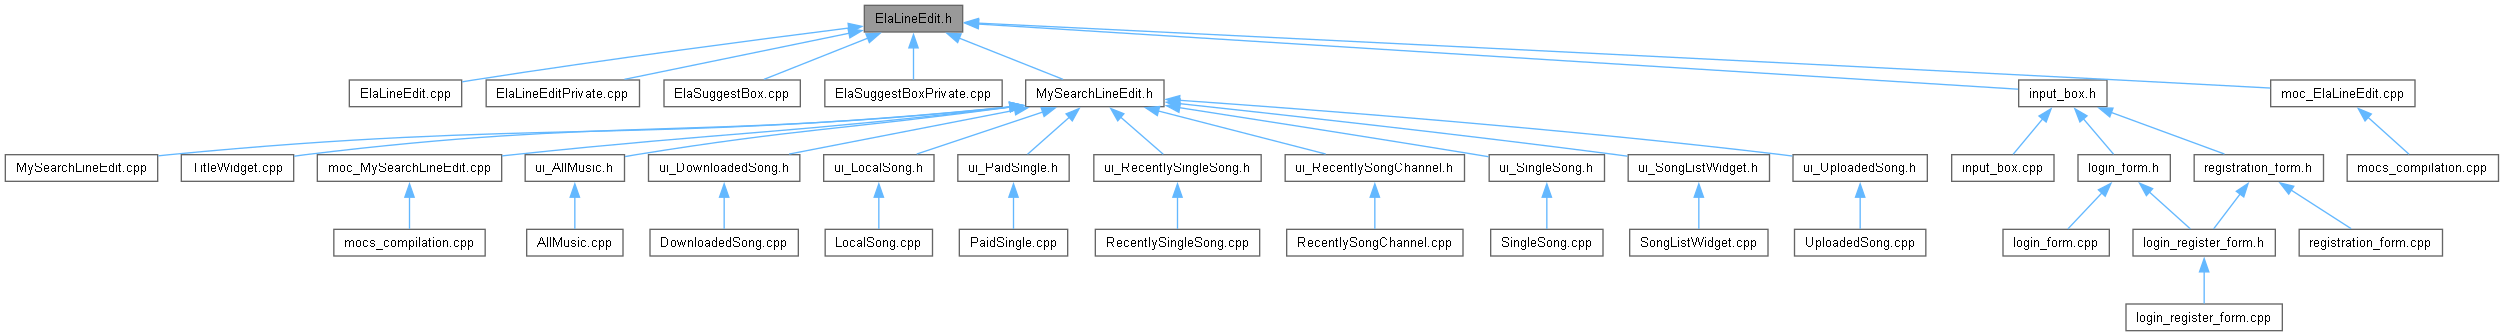 ElaLineEdit.h
ElaLineEdit.cpp
ElaLineEditPrivate.cpp
ElaSuggestBox.cpp
ElaSuggestBoxPrivate.cpp
MySearchLineEdit.h
input_box.h
moc_ElaLineEdit.cpp
MySearchLineEdit.cpp
TitleWidget.cpp
moc_MySearchLineEdit.cpp
ui_AllMusic.h
ui_DownloadedSong.h
ui_LocalSong.h
ui_PaidSingle.h
ui_RecentlySingleSong.h
ui_RecentlySongChannel.h
ui_SingleSong.h
ui_SongListWidget.h
ui_UploadedSong.h
input_box.cpp
login_form.h
registration_form.h
mocs_compilation.cpp
mocs_compilation.cpp
AllMusic.cpp
DownloadedSong.cpp
LocalSong.cpp
PaidSingle.cpp
RecentlySingleSong.cpp
RecentlySongChannel.cpp
SingleSong.cpp
SongListWidget.cpp
UploadedSong.cpp
login_form.cpp
login_register_form.h
registration_form.cpp
login_register_form.cpp